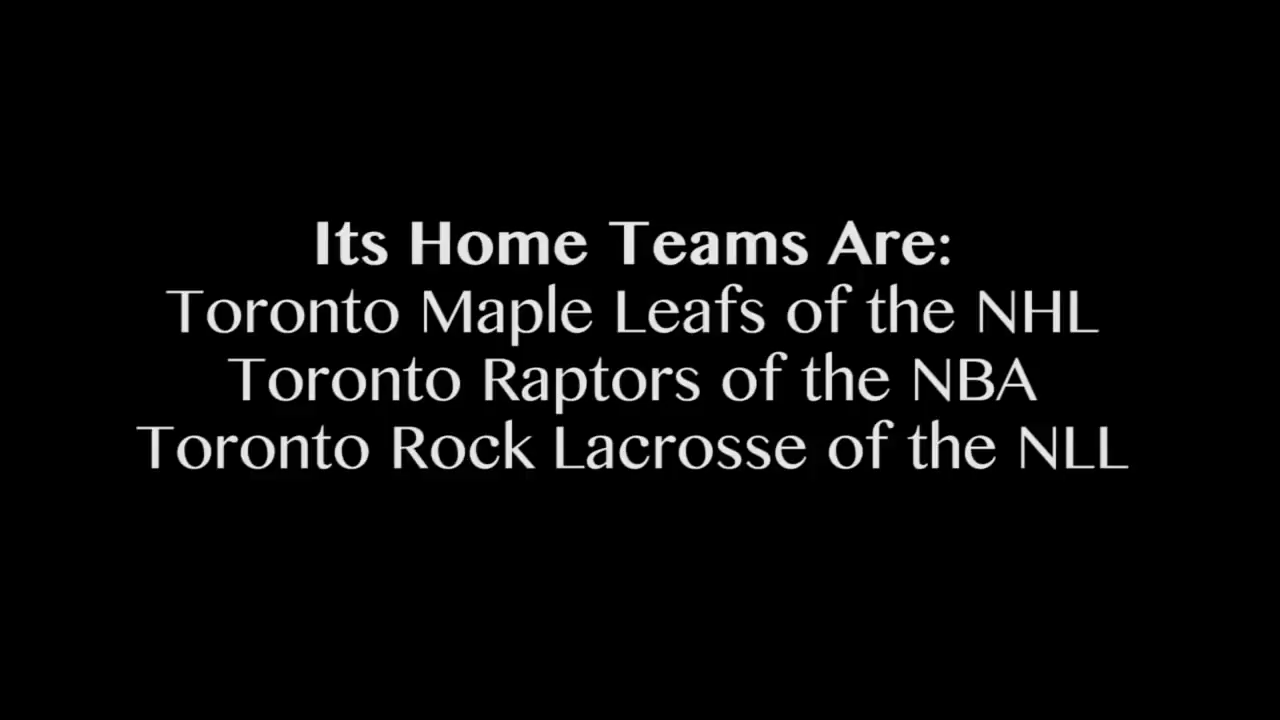 Its Home Teams Are:
Toronto Maple Leafs of the NHL
Toronto Raptors of the NBA
Toronto Rock Lacrosse of the NLL